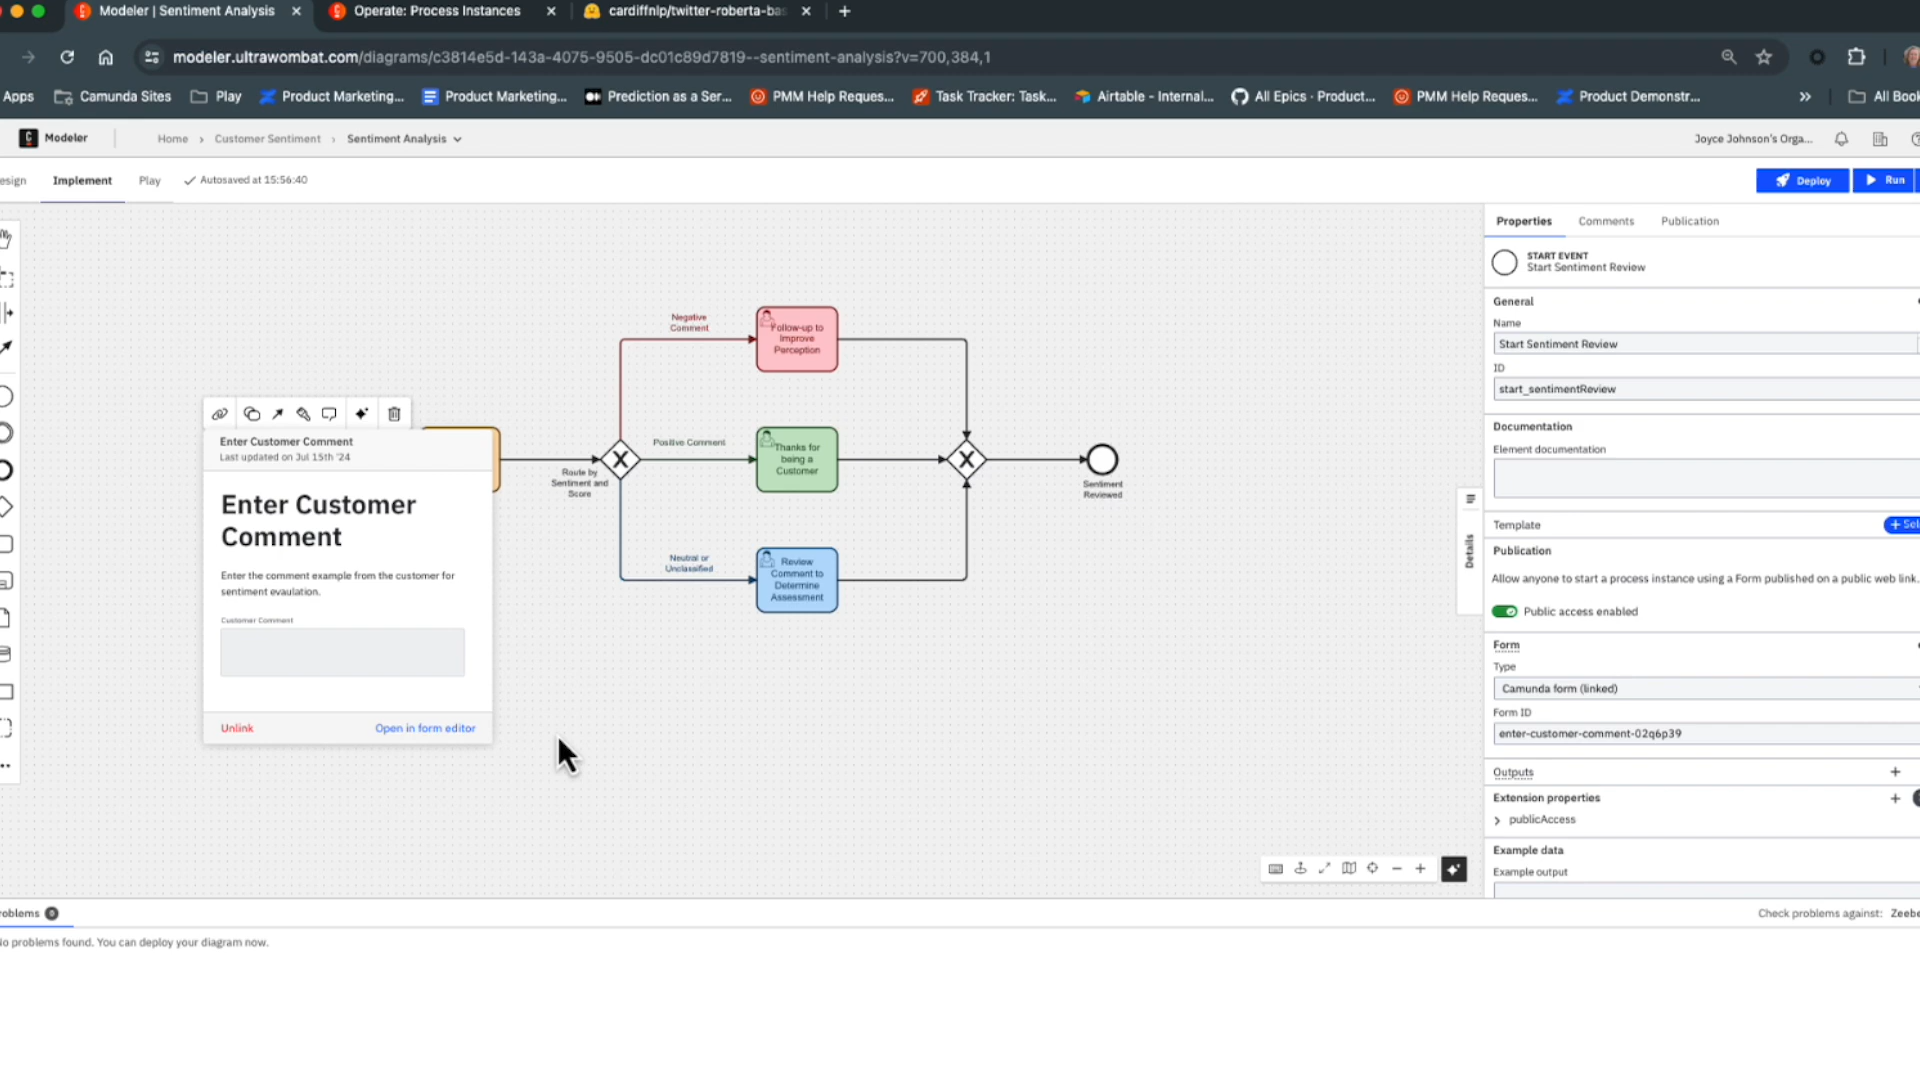 Modeler | Sentiment Analysis
Operate: Process Instances
cardiffnlp/twitter-roberta-bas
modeler.ultrawombat.com/diagrams/c3814e5d-143a-4075-9505-dc01c89d7819--sentiment-analysis?v=700,384,1
Apps
Camunda Sites
Play
Product Marketing...
Product Marketing...
Prediction as a Ser...
PMM Help Reques...
Task Tracker: Task...
Airtable - Internal...
All Epics - Product...
PMM Help Reques...
Product Demonstr...
»
All Book
Modeler
Home
Customer Sentiment
Sentiment Analysis
Joyce Johnson's Orga...
esign
Implement
Play
Autosaved at 15:56:40
Deploy
Run
Properties
Comments
Publication
START EVENT
Start Sentiment Review
General
Name
Start Sentiment Review
ID
start_sentimentReview
Documentation
Element documentation
Template
+ Sel
Publication
Allow anyone to start a process instance using a Form published on a public web link.
Public access enabled
Form
Type
Camunda form (linked)
Form ID
enter-customer-comment-02q6p39
Outputs
Extension properties
publicAccess
Example data
Example output
Details
Negative
Comment
Follow-up to
Improve
Perception
Positive Comment
Thanks for
being a
Customer
Route by
Sentiment and
Score
Sentiment
Reviewed
Neutral or
Unclassified
Review
Comment to
Determine
Assessment
Enter Customer Comment
Last updated on Jul 15th '24
Enter Customer
Comment
Enter the comment example from the customer for
sentiment evaulation.
Customer Comment
Unlink
Open in form editor
roblems 0
Check problems against: Zeebe
No problems found. You can deploy your diagram now.